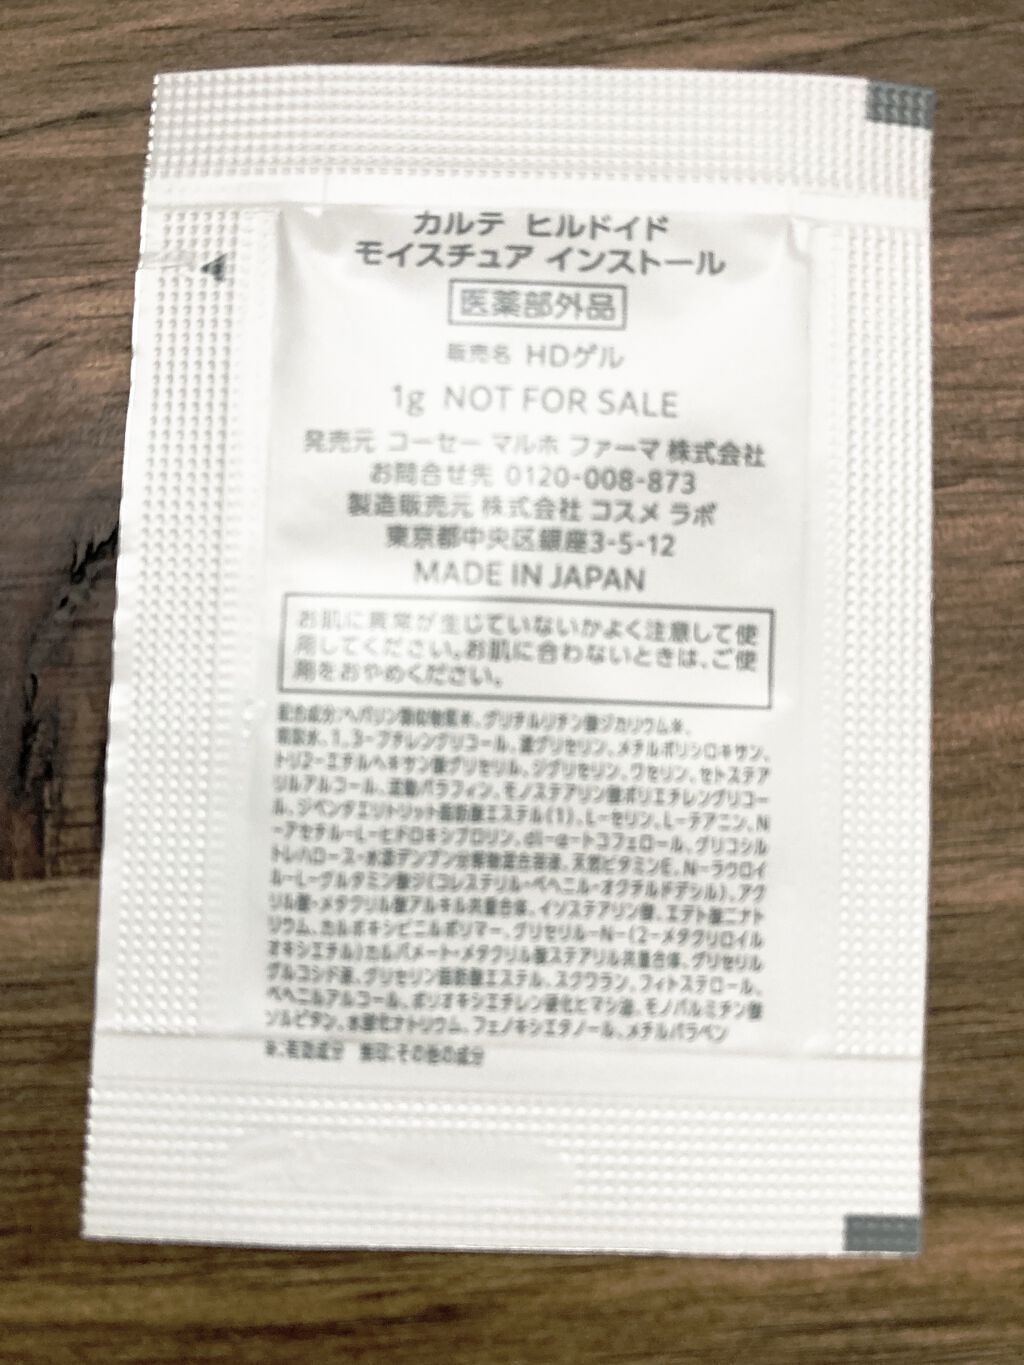 カルテ ヒルドイド
モイスチュア インストール
医薬部外品
販売名 HDゲル
1g NOT FOR SALE
発売元 コーセー マルホ ファーマ 株式会社
お問合せ先 0120-008-873
製造販売元 株式会社 コスメ ラボ
東京都中央区銀座3-5-12
MADE IN JAPAN
お肌に異常が生じていないかよく注意して使
用してください。お肌に合わないときは、ご使
用をおやめください。
配合成分:ヘパリン類似物質※、グリチルリチン酸ジカリウム※、
精製水、1,3-ブチレングリコール、濃グリセリン、メチルポリシロキサン、
トリ2-エチルヘキサン酸グリセリル、ジグリセリン、ワセリン、セトステア
リルアルコール、流動パラフィン、モノステアリン酸ポリエチレングリコー
ル、ジペンタエリトリット脂肪酸エステル(1)、L-セリン、L-テアニン、N
-アセチル-L-ヒドロキシプロリン、dl-α-トコフェロール、グリコシル
トレハロース・水添デンプン分解物混合溶液、天然ビタミンE、N-ラウロイ
ル-L-グルタミン酸ジ(コレステリル・ベヘニル・オクチルドデシル)、アク
リル酸・メタクリル酸アルキル共重合体、イソステアリン酸、エデト酸二ナト
リウム、カルボキシビニルポリマー、グリセリル-N-(2-メタクリロイル
オキシエチル)カルバメート・メタクリル酸ステアリル共重合体、グリセリル
グルコシド液、グリセリン脂肪酸エステル、スクワラン、フィトステロール、
ベヘニルアルコール、ポリオキシエチレン硬化ヒマシ油、モノパルミチン酸
ソルビタン、水酸化ナトリウム、フェノキシエタノール、メチルパラベン
※:有効成分 無印:その他の成分